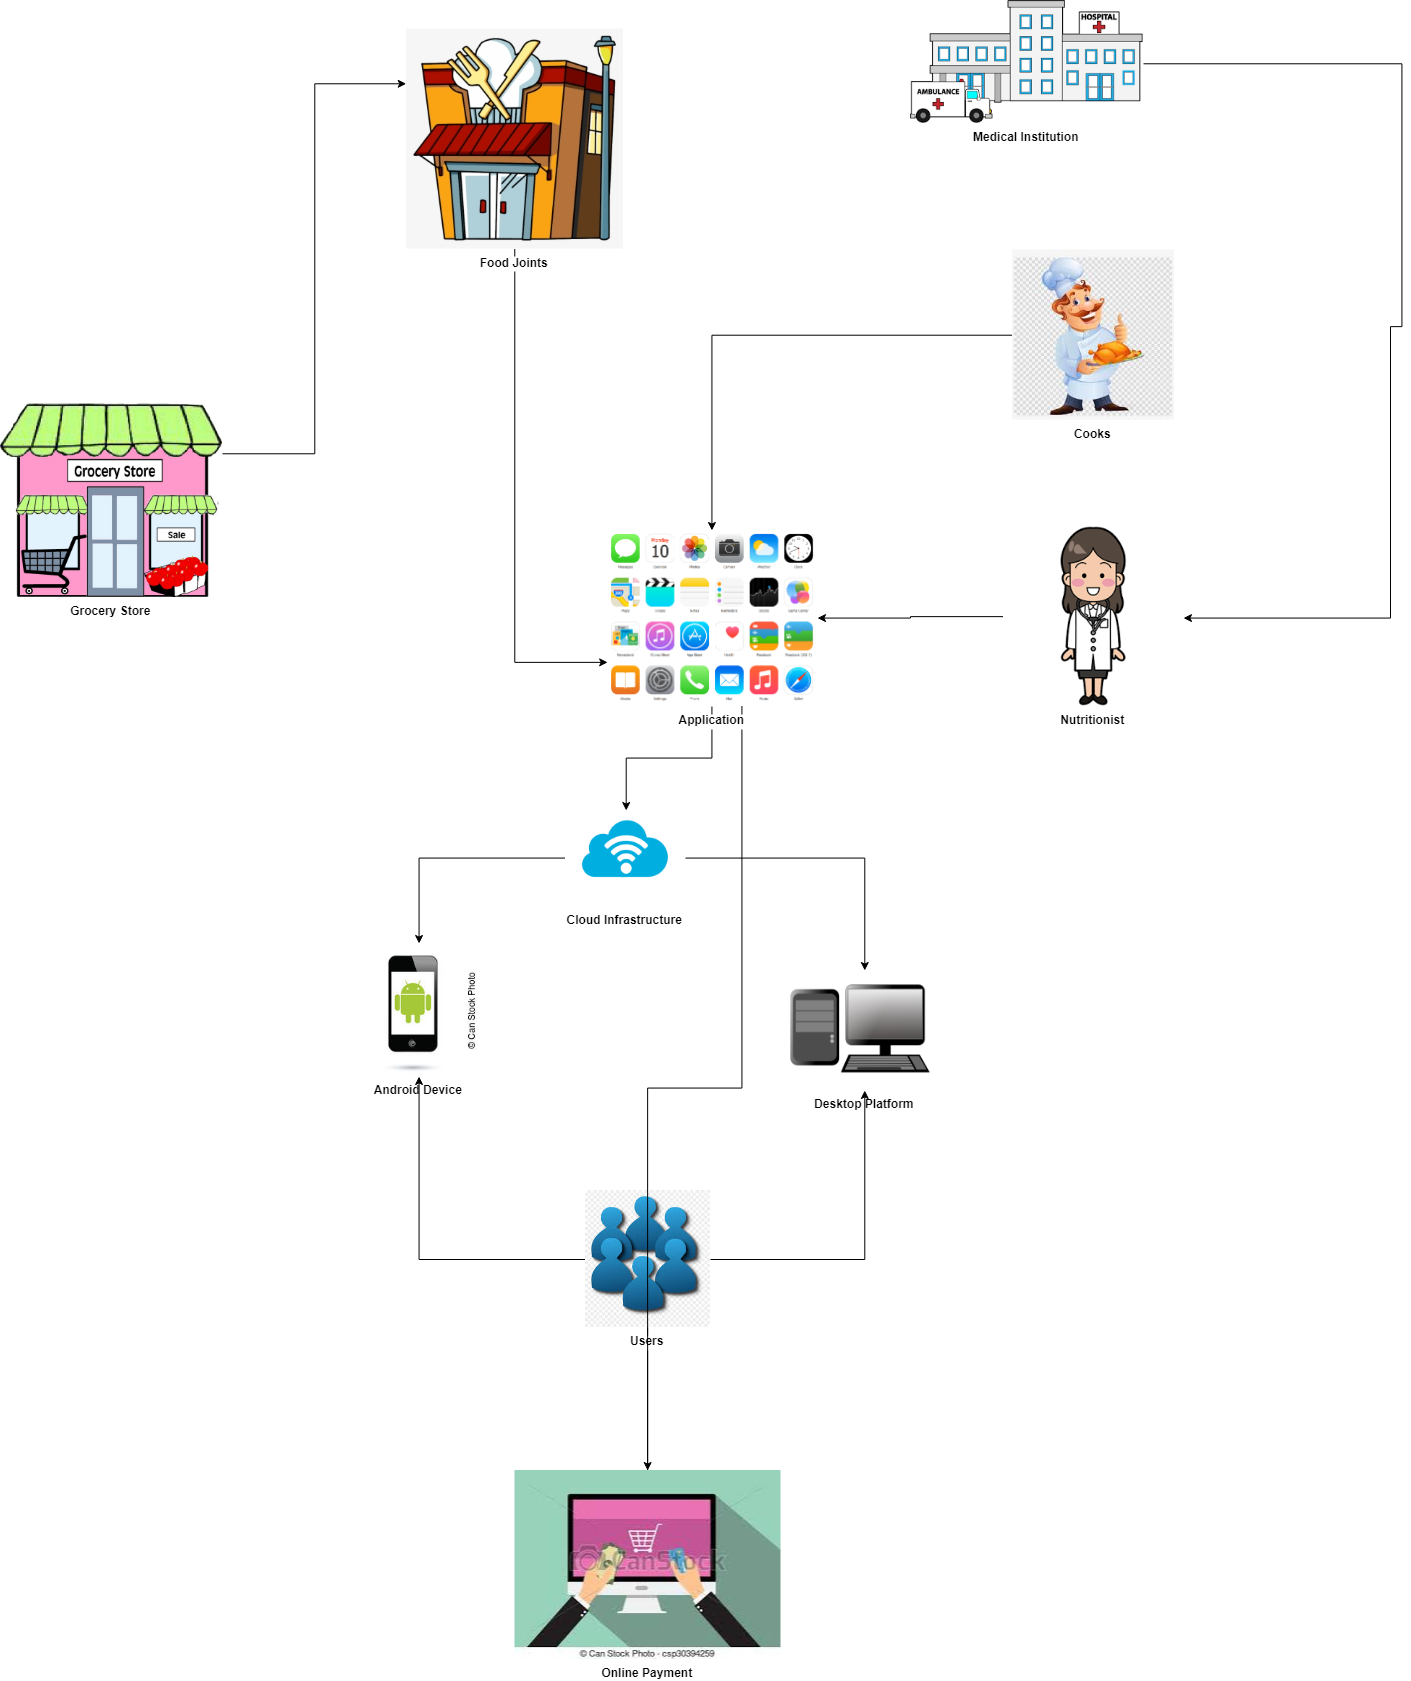 HOSPITAL
AMBULANCE
Medical Institution
Food Joints
Cooks
Grocery Store
Sale
Grocery Store
Monday
10
Application
Nutritionist
Cloud Infrastructure
© Can Stock Photo
Android Device
Desktop Platform
Users
CanStock
© Can Stock Photo - csp30394259
Online Payment